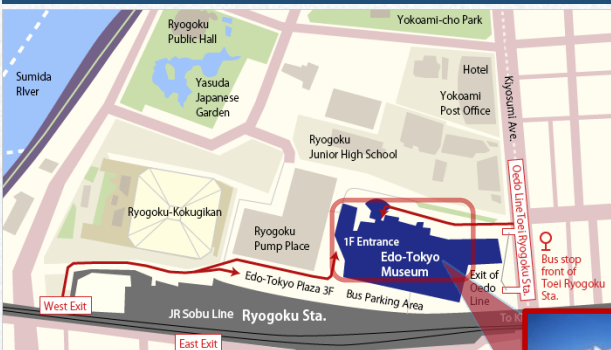 Yokoami-cho Park
Ryogoku
Public Hall
Sumida
River
Yasuda
Japanese
Garden
Hotel
Yokoami
Post Office
Kiyosumi Ave.
Ryogoku
Junior High School
Ryogoku-Kokugikan
Ryogoku
Pump Place
1F Entrance
Edo-Tokyo
Museum
Oedo Line Toei Ryogoku Sta.
Bus stop
front of
Toei Ryogoku
Sta.
Exit of
Oedo
Line
Edo-Tokyo Plaza 3F
Bus Parking Area
West Exit
JR Sobu Line Ryogoku Sta.
East Exit